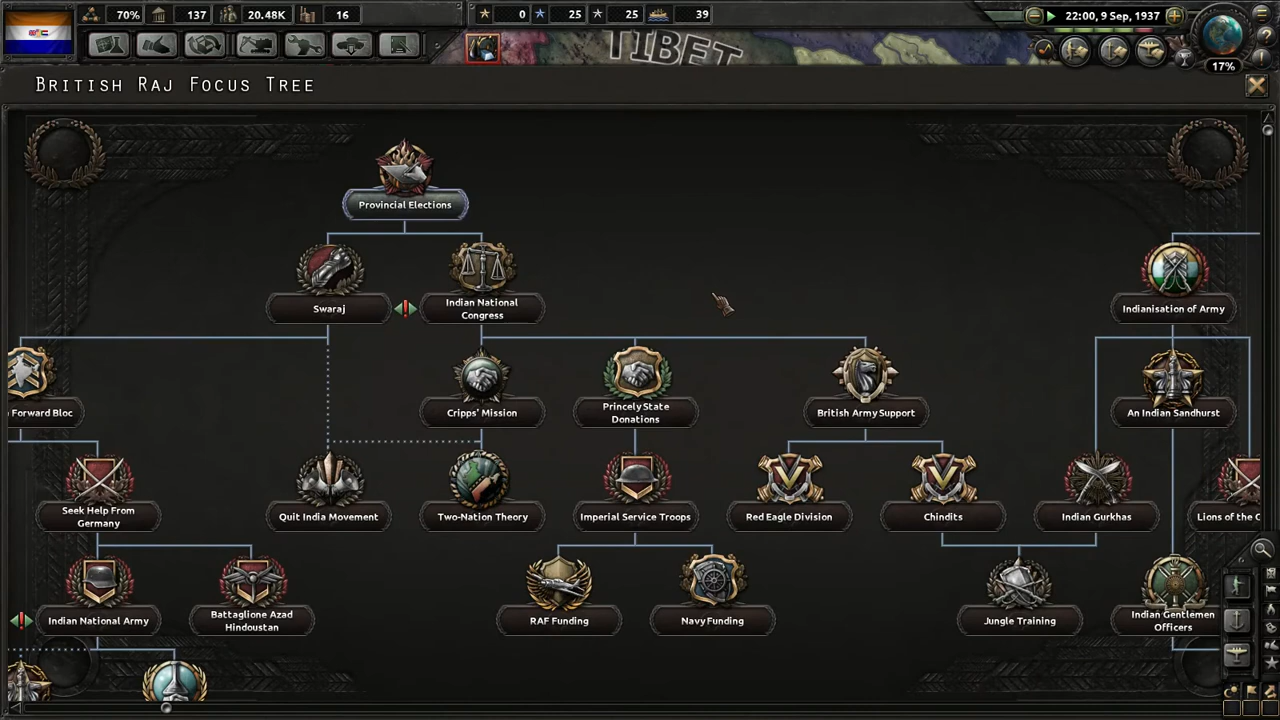 70%
137
20.48K
16
0
25
25
39
22:00, 9 Sep, 1937
TIBET
17%
British Raj Focus Tree
Provincial Elections
Swaraj
Indian National
Congress
Indianisation of Army
Forward Bloc
Cripps' Mission
Princely State
Donations
British Army Support
An Indian Sandhurst
Seek Help From
Germany
Quit India Movement
Two-Nation Theory
Imperial Service Troops
Red Eagle Division
Chindits
Indian Gurkhas
Lions of the
Indian National Army
Battaglione Azad
Hindoustan
RAF Funding
Navy Funding
Jungle Training
Indian Gentlemen
Officers